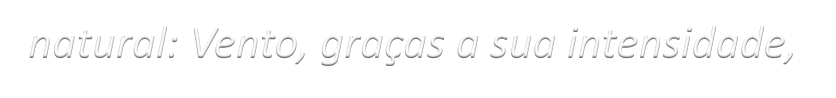 natural: Vento, graças a sua intensidade,